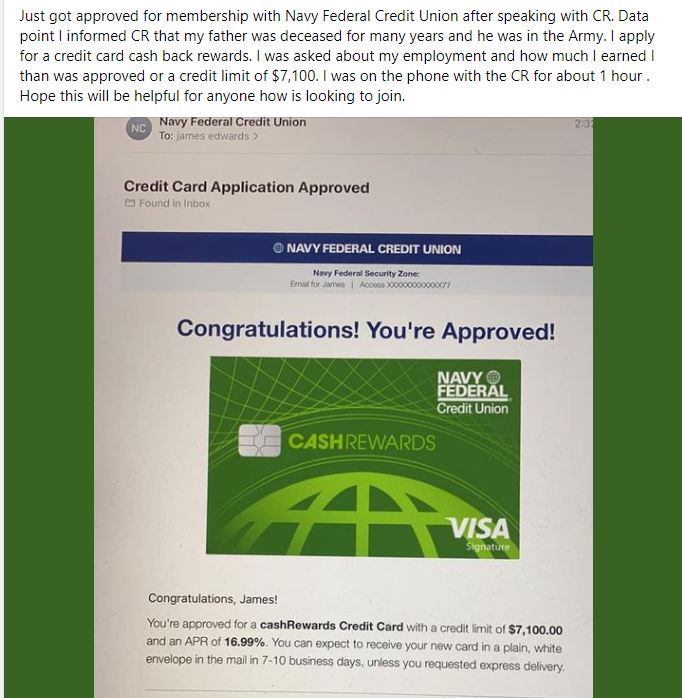 Just got approved for membership with Navy Federal Credit Union after speaking with CR. Data
point I informed CR that my father was deceased for many years and he was in the Army. I apply
for a credit card cash back rewards. I was asked about my employment and how much I earned I
than was approved or a credit limit of $7,100. I was on the phone with the CR for about 1 hour .
Hope this will be helpful for anyone how is looking to join.
NC
Navy Federal Credit Union
To: james edwards >
Credit Card Application Approved
Found in Inbox
NAVY FEDERAL CREDIT UNION
Navy Federal Security Zone:
Email for James | Access
Congratulations! You're Approved!
NAVY
FEDERAL
Credit Union
CASHREWARDS
VISA
Signature
Congratulations, James!
You're approved for a cashRewards Credit Card with a credit limit of $7,100.00
and an APR of 16.99%. You can expect to receive your new card in a plain, white
envelope in the mail in 7-10 business days, unless you requested express delivery.